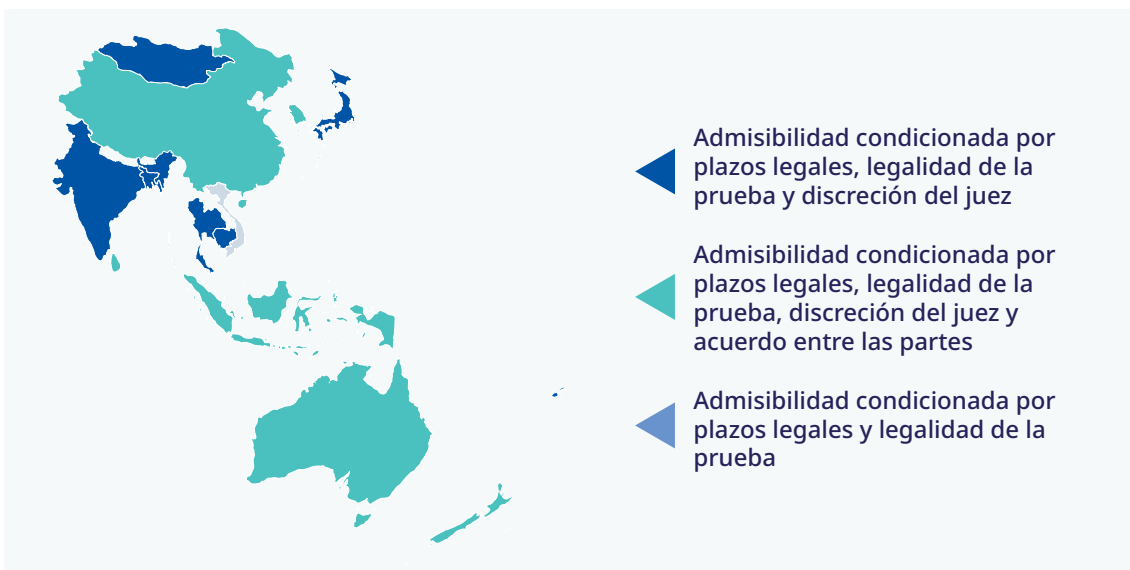 Admisibilidad condicionada por
plazos legales, legalidad de la
prueba y discreción del juez
Admisibilidad condicionada por
plazos legales, legalidad de la
prueba, discreción del juez y
acuerdo entre las partes
Admisibilidad condicionada por
plazos legales y legalidad de la
prueba